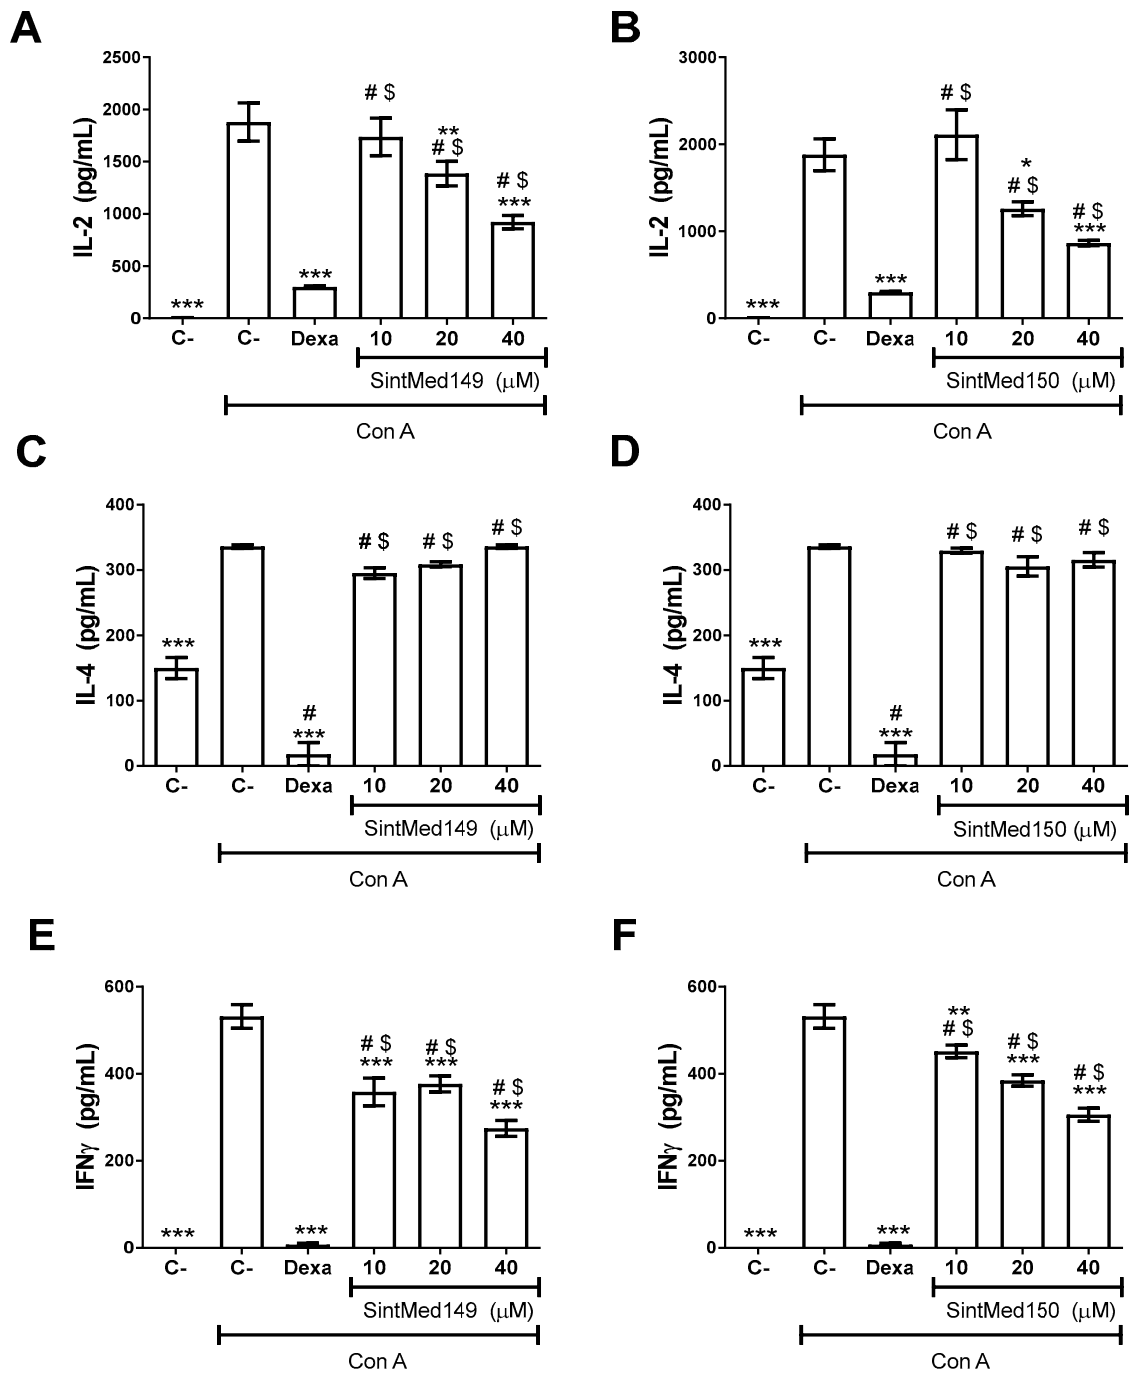 A
IL-2 (pg/mL)
2500
2000
1500
1000
500
0
***
***
# $
**
# $
# $
***
C-
C-
Dexa
10
20
40
SintMed149 (μM)
Con A
B
IL-2 (pg/mL)
3000
2000
1000
0
***
***
# $
*
# $
# $
***
C-
C-
Dexa
10
20
40
SintMed150 (μM)
Con A
C
IL-4 (pg/mL)
400
300
200
100
0
***
#
***
# $
# $
# $
C-
C-
Dexa
10
20
40
SintMed149 (μM)
Con A
D
IL-4 (pg/mL)
400
300
200
100
0
***
#
***
# $
# $
# $
C-
C-
Dexa
10
20
40
SintMed150 (μM)
Con A
E
IFNγ (pg/mL)
600
400
200
0
***
***
# $
***
# $
***
# $
***
C-
C-
Dexa
10
20
40
SintMed149 (μM)
Con A
F
IFNγ (pg/mL)
600
400
200
0
***
***
**
# $
# $
***
# $
***
C-
C-
Dexa
10
20
40
SintMed150 (μM)
Con A